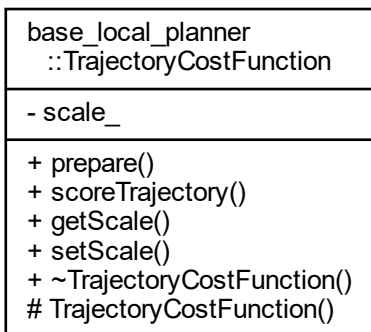 base_local_planner
::TrajectoryCostFunction
- scale_
+ prepare()
+ scoreTrajectory()
+ getScale()
+ setScale()
+ ~TrajectoryCostFunction()
# TrajectoryCostFunction()